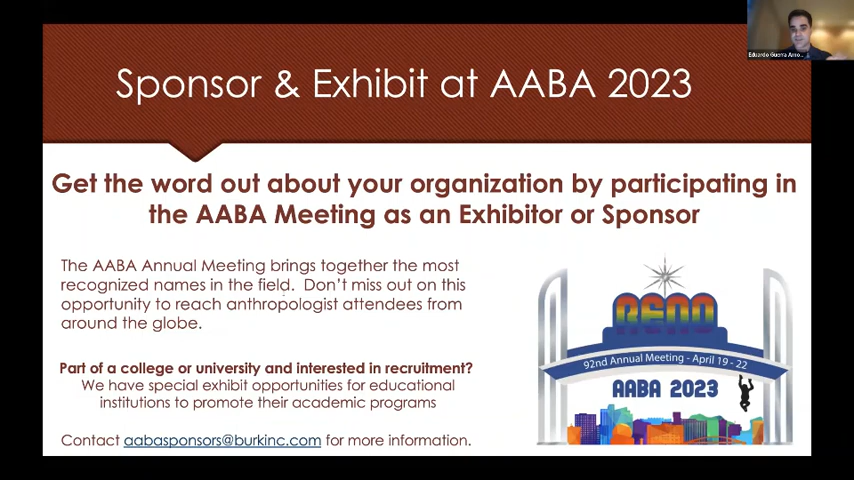 Sponsor & Exhibit at AABA 2023
Eduardo Guerra Amo...
Get the word out about your organization by participating in
the AABA Meeting as an Exhibitor or Sponsor
The AABA Annual Meeting brings together the most
recognized names in the field. Don't miss out on this
opportunity to reach anthropologist attendees from
around the globe.
Part of a college or university and interested in recruitment?
We have special exhibit opportunities for educational
institutions to promote their academic programs
Contact aabasponsors@burkinc.com for more information.
RENO
92nd Annual Meeting - April 19 - 22
AABA 2023